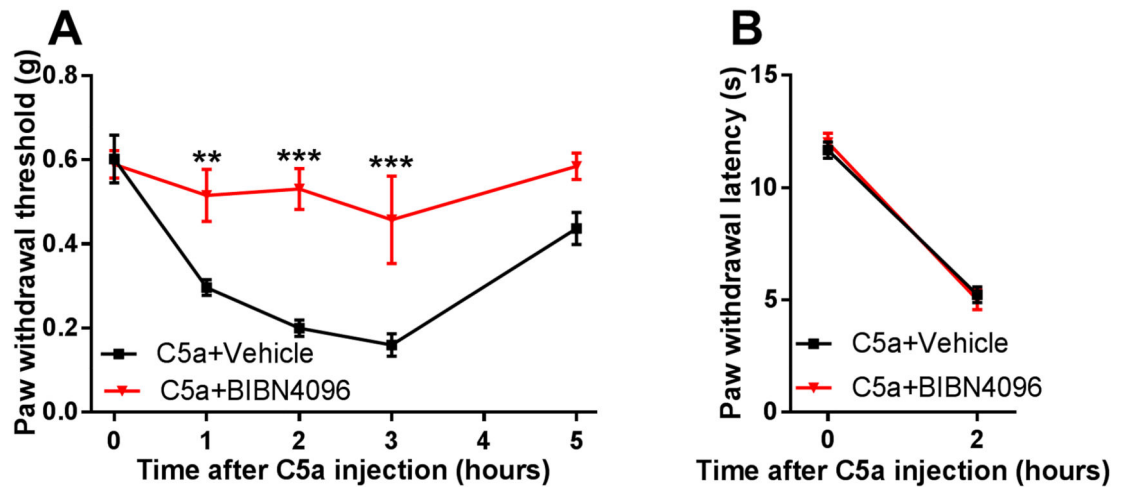 A
Paw withdrawal threshold (g)
0.8
0.6
0.4
0.2
0.0
**
***
***
C5a+Vehicle
C5a+BIBN4096
0 1 2 3 4 5
Time after C5a injection (hours)
B
Paw withdrawal latency (s)
15
10
5
0
C5a+Vehicle
C5a+BIBN4096
0 2
Time after C5a injection (hours)